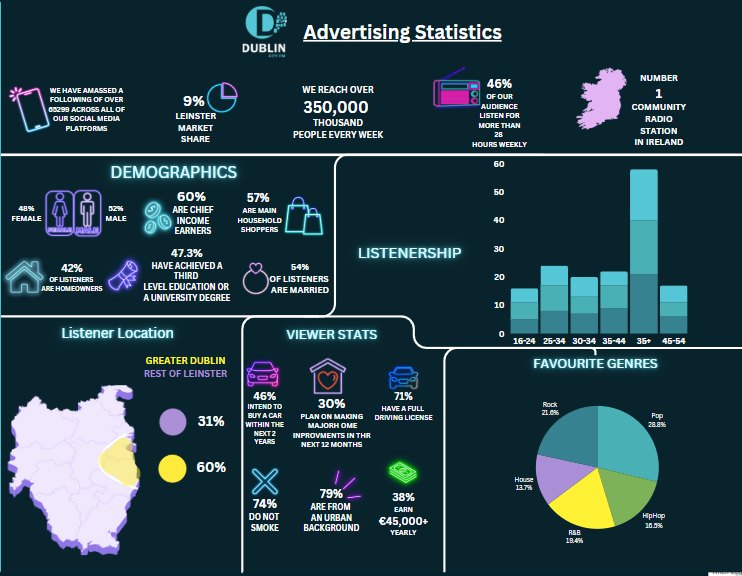 DUBLIN
CITY FM
Advertising Statistics
WE HAVE AMASSED A
FOLLOWING OF OVER
65299 ACROSS ALL OF
OUR SOCIAL MEDIA
PLATFORMS
9%
LEINSTER
MARKET
SHARE
WE REACH OVER
350,000
THOUSAND
PEOPLE EVERY WEEK
46%
OF OUR
AUDIENCE
LISTEN FOR
MORE THAN
28
HOURS WEEKLY
NUMBER
1
COMMUNITY
RADIO
STATION
IN IRELAND
DEMOGRAPHICS
48%
FEMALE
FEMALE
MALE
52%
MALE
60%
ARE CHIEF
INCOME
EARNERS
57%
ARE MAIN
HOUSEHOLD
SHOPPERS
42%
OF LISTENERS
ARE HOMEOWNERS
47.3%
HAVE ACHIEVED A
THIRD
LEVEL EDUCATION OR
A UNIVERSITY DEGREE
54%
OF LISTENERS
ARE MARRIED
LISTENERSHIP
60
50
40
30
20
10
0
16-24
25-34
30-34
35-44
35+
45-54
Listener Location
GREATER DUBLIN
REST OF LEINSTER
31%
60%
VIEWER STATS
46%
INTEND TO
BUY A CAR
WITHIN THE
NEXT 2
YEARS
30%
PLAN ON MAKING
MAJORH OME
INPROVMENTS IN THR
NEXT 12 MONTHS
71%
HAVE A FULL
DRIVING LICENSE
74%
DO NOT
SMOKE
79%
ARE FROM
AN URBAN
BACKGROUND
38%
EARN
€45,000+
YEARLY
FAVOURITE GENRES
Rock
21.6%
Pop
28.8%
House
13.7%
HipHop
16.5%
R&B
19.4%